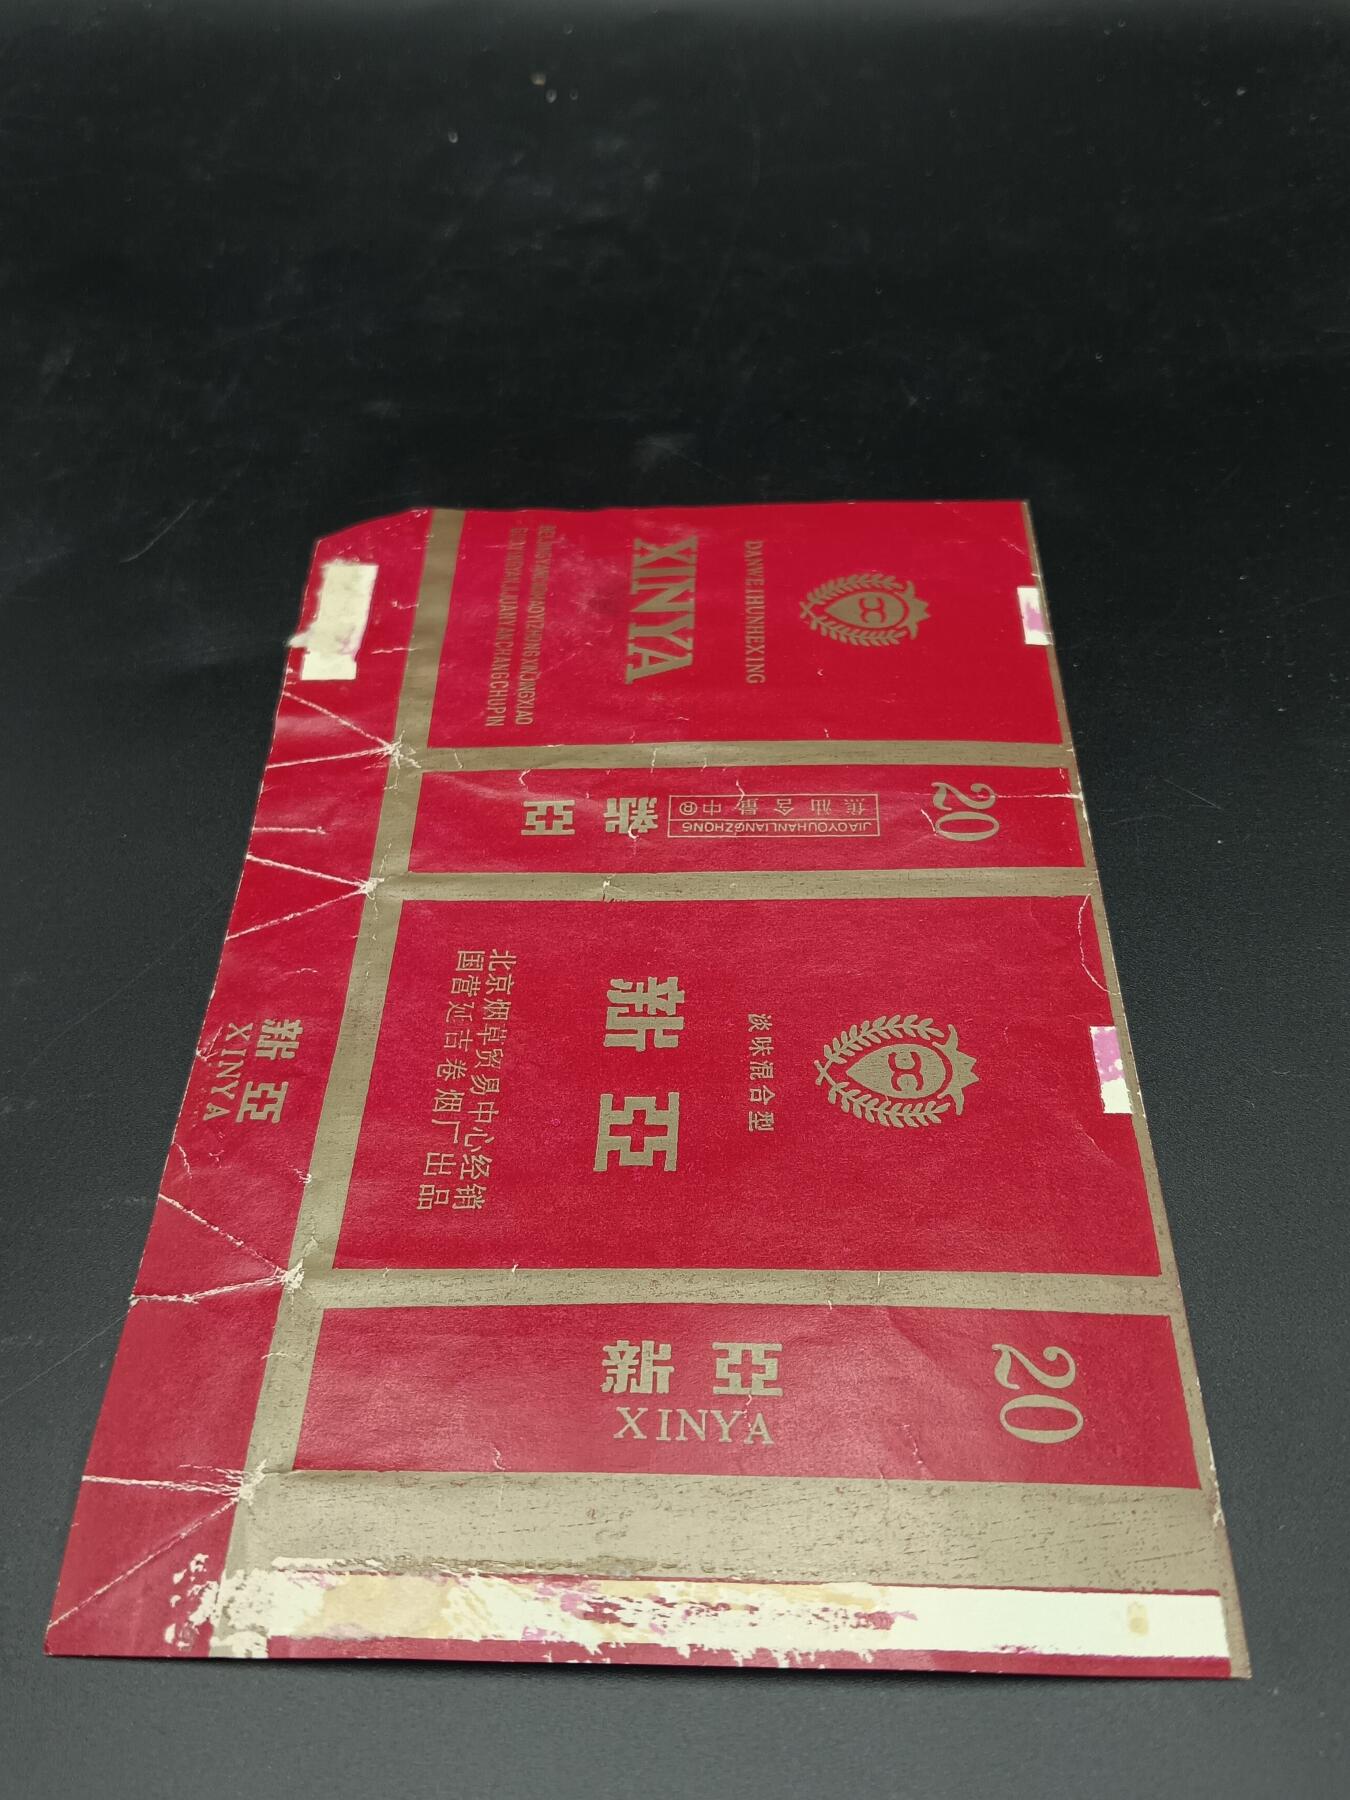 DANWEIHUNHEXING
XINYA
BEIJINGYANCAOMAOYIZHONGXINJINGXIAO
GUOYINGYANJIJUANYANCHANGCHUPIN
20
焦油含量中®
JIAOYOUHANLIANGZHONG
新亞
淡味混合型
新亞
北京烟草贸易中心经销
国营延吉卷烟厂出品
新亞
XINYA
20
新亞
XINYA